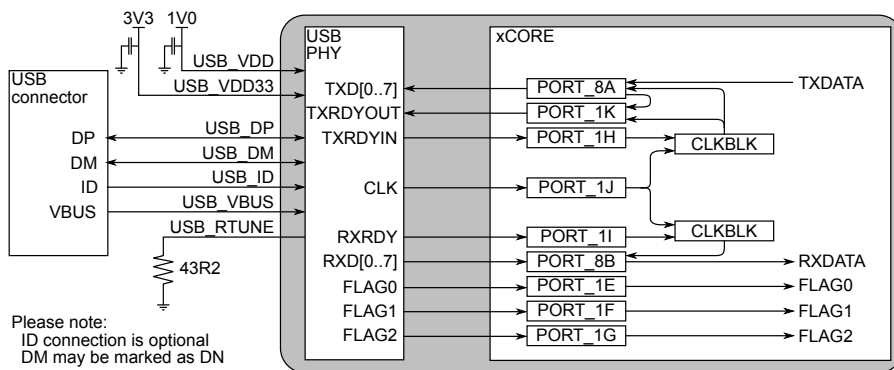 3V3 1V0
USB_VDD
USB_VDD33
USB
PHY
xCORE
USB
connector
TXD[0..7] PORT_8A TXDATA
TXRDYOUT PORT_1K
DP USB_DP TXRDYIN PORT_1H CLKBLK
DM USB_DM
ID USB_ID CLK PORT_1J
VBUS USB_VBUS
USB_RTUNE RXRDY PORT_1I CLKBLK
43R2 RXD[0..7] PORT_8B RXDATA
FLAG0 PORT_1E FLAG0
FLAG1 PORT_1F FLAG1
FLAG2 PORT_1G FLAG2
Please note:
ID connection is optional
DM may be marked as DN